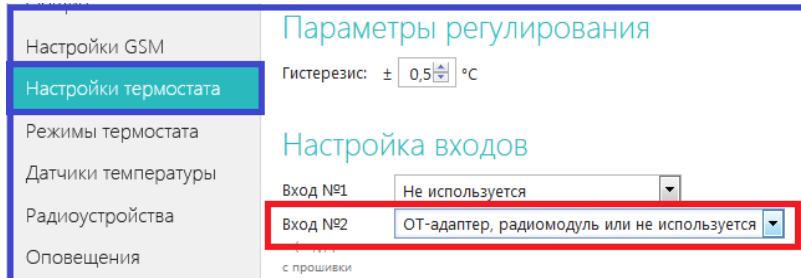 Настройки GSM
Настройки термостата
Режимы термостата
Датчики температуры
Радиоустройства
Оповещения
Параметры регулирования
Гистерезис: ± 0,5 °C
Настройка входов
Вход №1 Не используется
Вход №2 ОТ-адаптер, радиомодуль или не используется
с прошивки